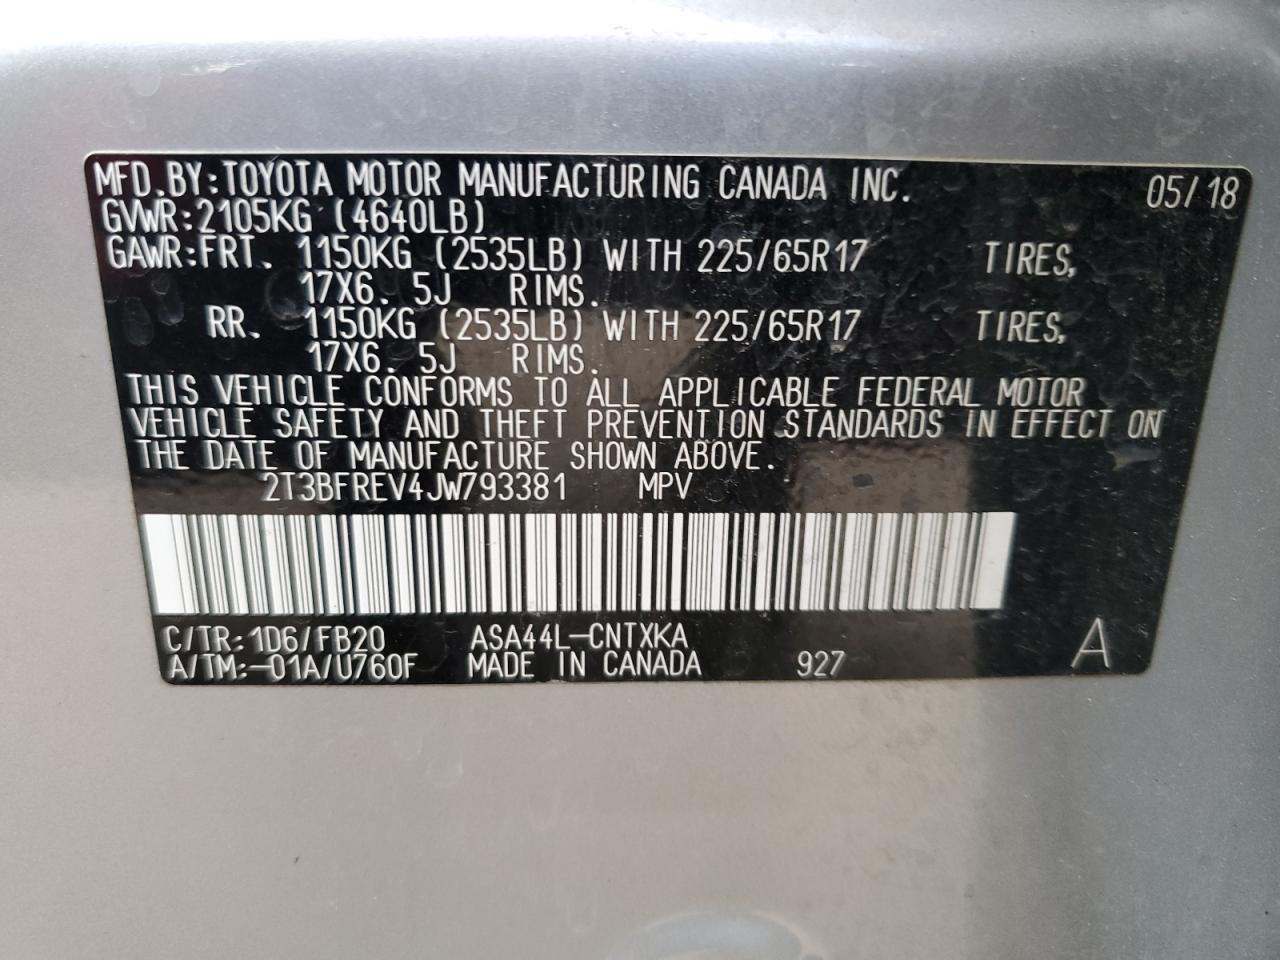 MFD.BY:TOYOTA MOTOR MANUFACTURING CANADA INC. 05/18
GVWR:2105KG (4640LB)
GAWR:FRT. 1150KG (2535LB) WITH 225/65R17 TIRES,
17X6.5J RIMS.
RR. 1150KG (2535LB) WITH 225/65R17 TIRES,
17X6.5J RIMS.
THIS VEHICLE CONFORMS TO ALL APPLICABLE FEDERAL MOTOR
VEHICLE SAFETY AND THEFT PREVENTION STANDARDS IN EFFECT ON
THE DATE OF MANUFACTURE SHOWN ABOVE.
2T3BFREV4JW793381 MPV
C/TR:1D6/FB20 ASA44L-CNTXKA
A/TM:-01A/U760F MADE IN CANADA 927 A